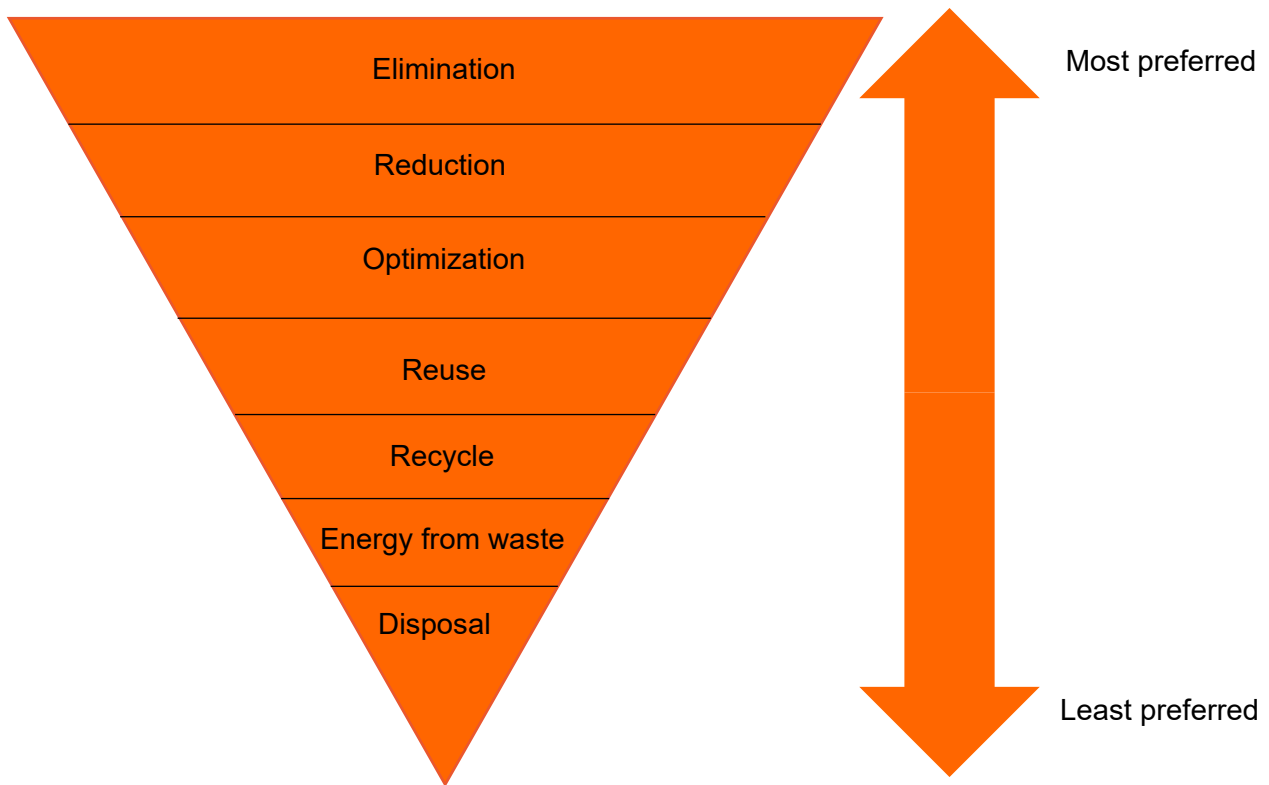 Elimination
Most preferred
Reduction
Optimization
Reuse
Recycle
Energy from waste
Disposal
Least preferred